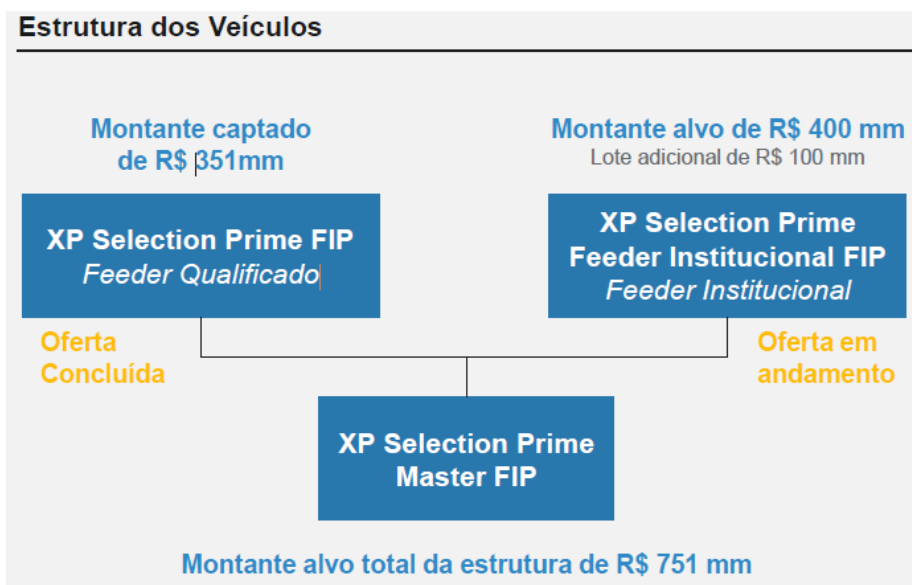 Estrutura dos Veículos
Montante captado
de R$ 351mm
Montante alvo de R$ 400 mm
Lote adicional de R$ 100 mm
XP Selection Prime FIP
Feeder Qualificado
XP Selection Prime
Feeder Institucional FIP
Feeder Institucional
Oferta
Concluída
Oferta em
andamento
XP Selection Prime
Master FIP
Montante alvo total da estrutura de R$ 751 mm